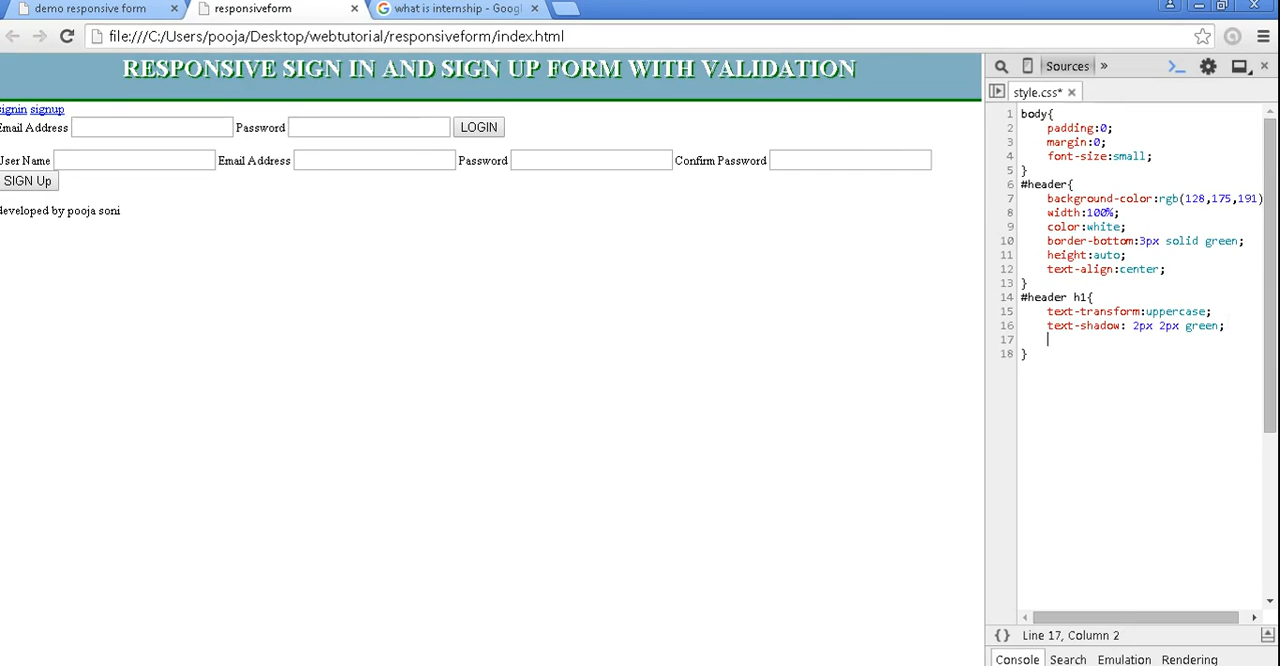 demo responsive form × responsiveform × what is internship - Googl ×
file:///C:/Users/pooja/Desktop/webtutorial/responsiveform/index.html
RESPONSIVE SIGN IN AND SIGN UP FORM WITH VALIDATION
signin signup
Email Address Password LOGIN
User Name Email Address Password Confirm Password
SIGN Up
developed by pooja soni
Sources » ×
style.css* ×
1 body{
2 padding:0;
3 margin:0;
4 font-size:small;
5 }
6 #header{
7 background-color:rgb(128,175,191)
8 width:100%;
9 color:white;
10 border-bottom:3px solid green;
11 height:auto;
12 text-align:center;
13 }
14 #header h1{
15 text-transform:uppercase;
16 text-shadow: 2px 2px green;
17
18 }
{} Line 17, Column 2
Console Search Emulation Rendering